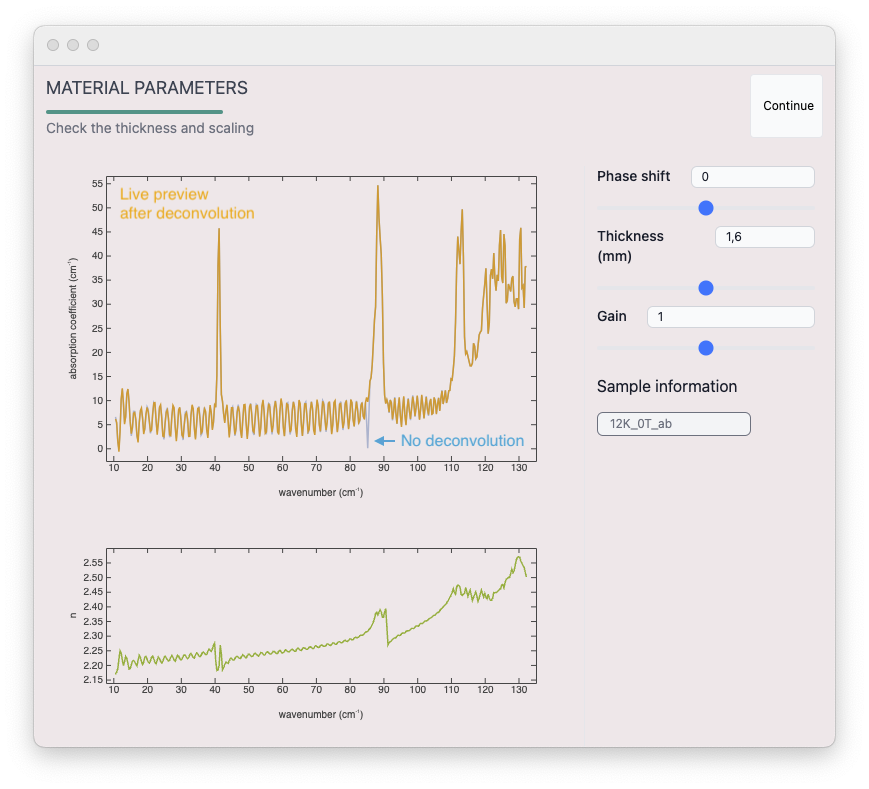 MATERIAL PARAMETERS
Continue
Check the thickness and scaling
Live preview
after deconvolution
55
50
45
40
35
30
25
20
15
10
5
0
absorption coefficient (cm⁻¹)
No deconvolution
10 20 30 40 50 60 70 80 90 100 110 120 130
wavenumber (cm⁻¹)
2.55
2.50
2.45
2.40
2.35
2.30
2.25
2.20
2.15
n
10 20 30 40 50 60 70 80 90 100 110 120 130
wavenumber (cm⁻¹)
Phase shift 0
Thickness 1,6
(mm)
Gain 1
Sample information
12K_0T_ab